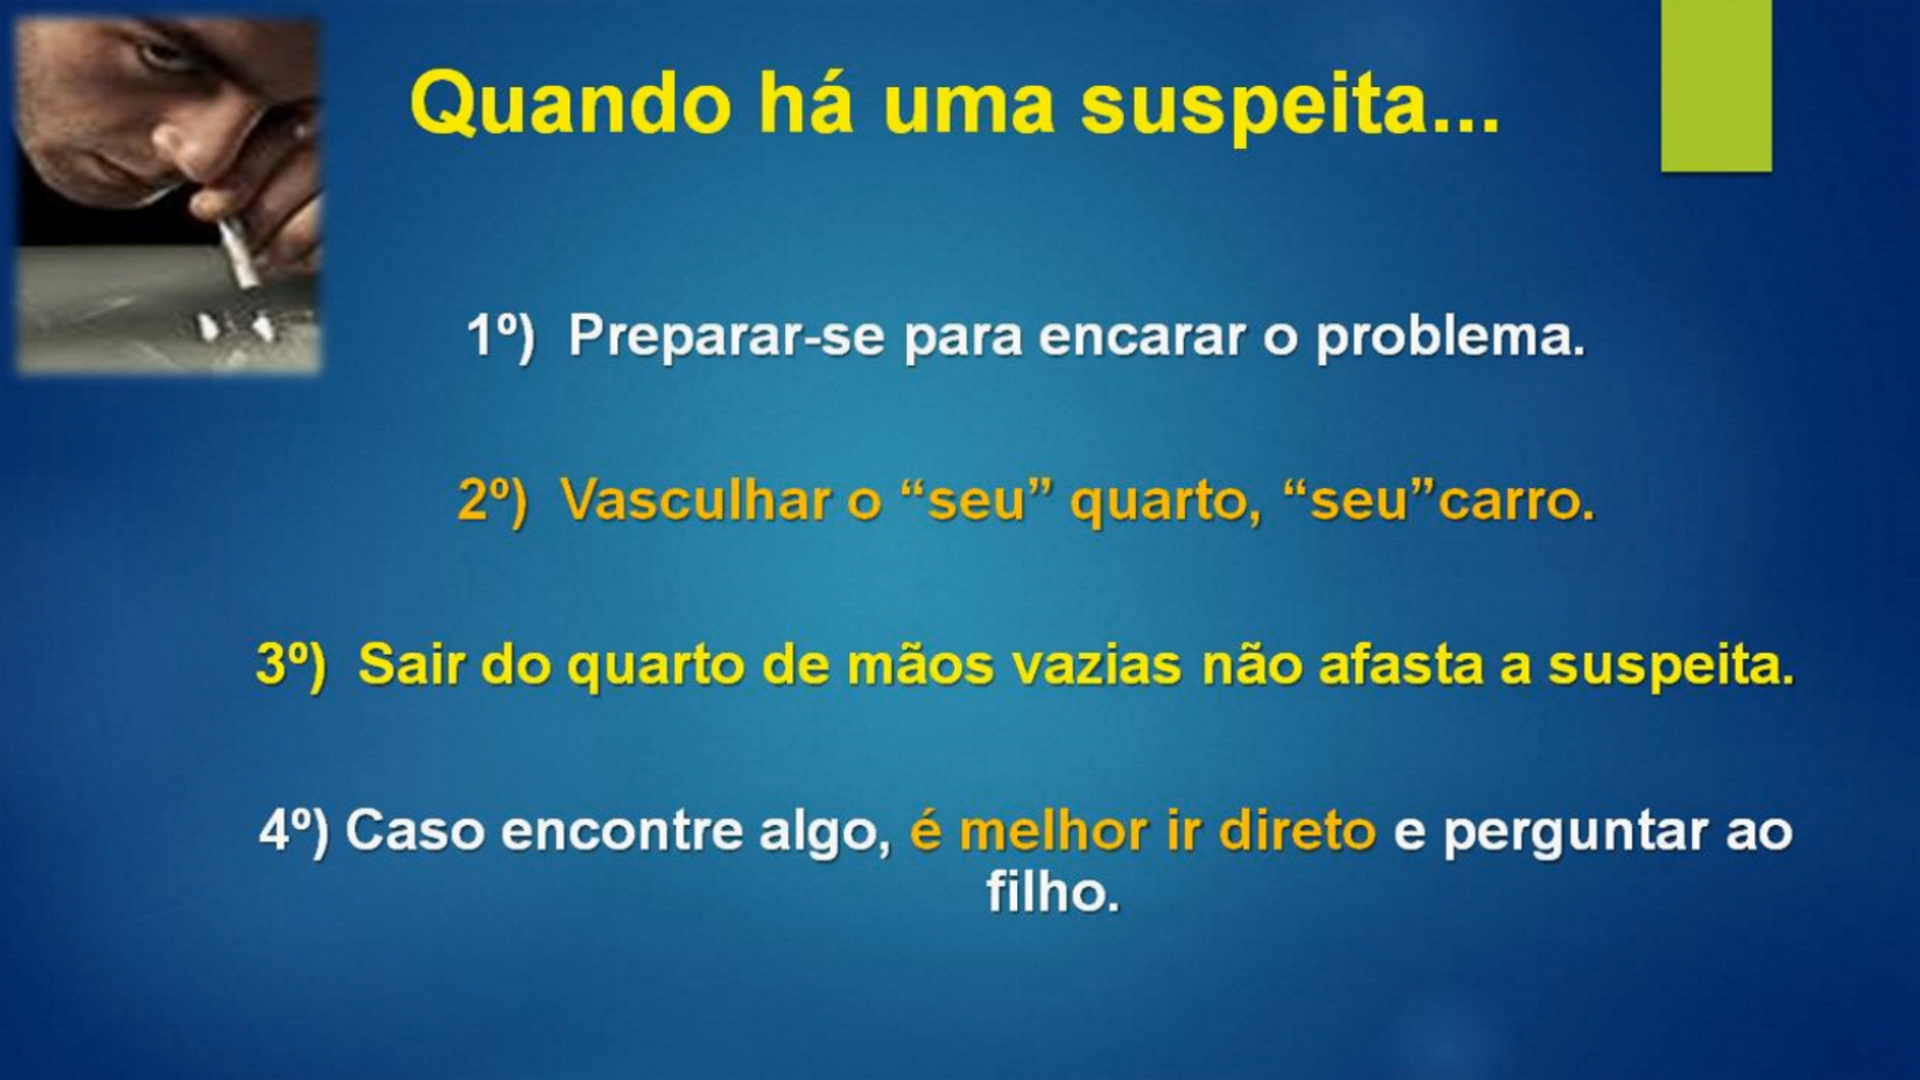 Quando há uma suspeita...
1º) Preparar-se para encarar o problema.
2º) Vasculhar o “seu” quarto, “seu”carro.
3º) Sair do quarto de mãos vazias não afasta a suspeita.
4º) Caso encontre algo, é melhor ir direto e perguntar ao
filho.